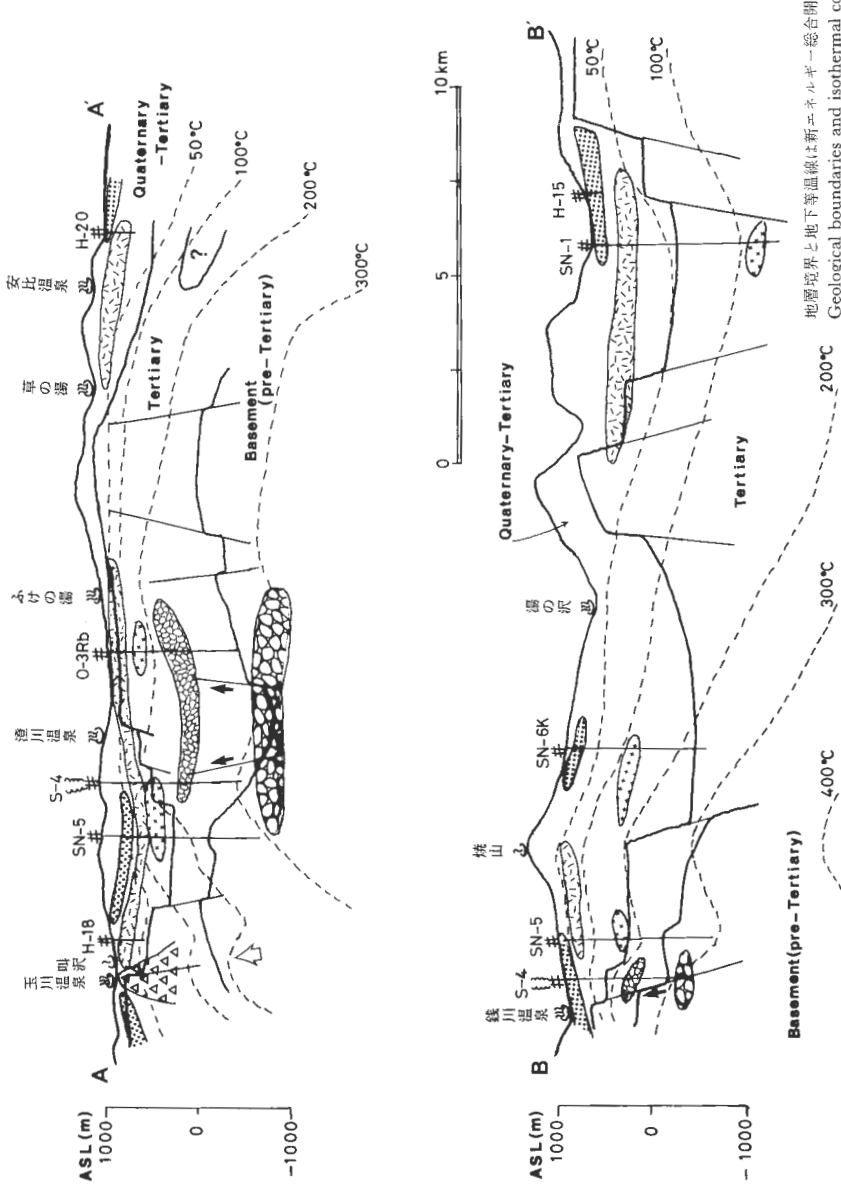 玉川温泉
叫沢
澄川温泉
ふけの湯
草の湯
安比温泉
H-18
SN-5
S-4
O-3Rb
H-20
A
A′
ASL (m)
1000
0
-1000
Quaternary
-Tertiary
50°C
100°C
200°C
300°C
Tertiary
Basement
(pre-Tertiary)
?
0
5
10 km
銭川温泉
焼山
湯の沢
S-4
SN-5
SN-6K
SN-1
H-15
B
B′
ASL (m)
1000
0
-1000
Quaternary-Tertiary
50°C
100°C
Tertiary
200°C
300°C
400°C
Basement(pre-Tertiary)
地層境界と地下等温線は新エネルギー総合開
Geological boundaries and isothermal co